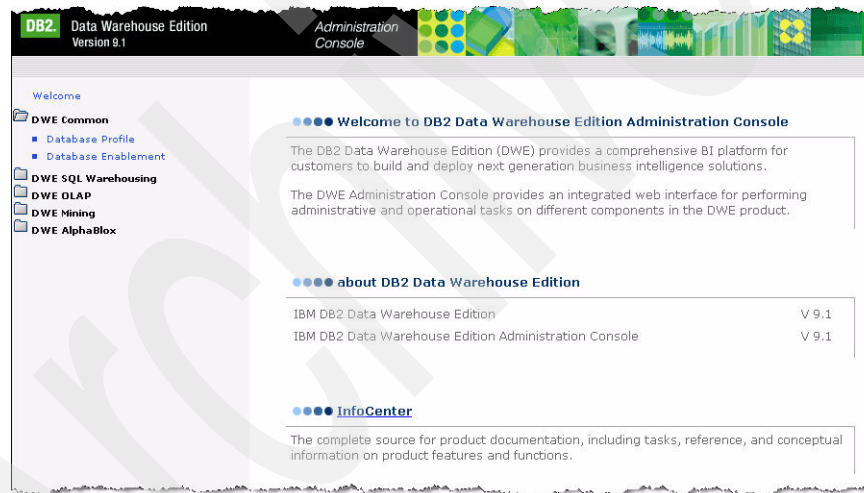 DB2. Data Warehouse Edition
Version 9.1
Administration
Console
Welcome
DWE Common
Database Profile
Database Enablement
DWE SQL Warehousing
DWE OLAP
DWE Mining
DWE AlphaBlox
Welcome to DB2 Data Warehouse Edition Administration Console
The DB2 Data Warehouse Edition (DWE) provides a comprehensive BI platform for
customers to build and deploy next generation business intelligence solutions.
The DWE Administration Console provides an integrated web interface for performing
administrative and operational tasks on different components in the DWE product.
about DB2 Data Warehouse Edition
IBM DB2 Data Warehouse Edition V 9.1
IBM DB2 Data Warehouse Edition Administration Console V 9.1
InfoCenter
The complete source for product documentation, including tasks, reference, and conceptual
information on product features and functions.